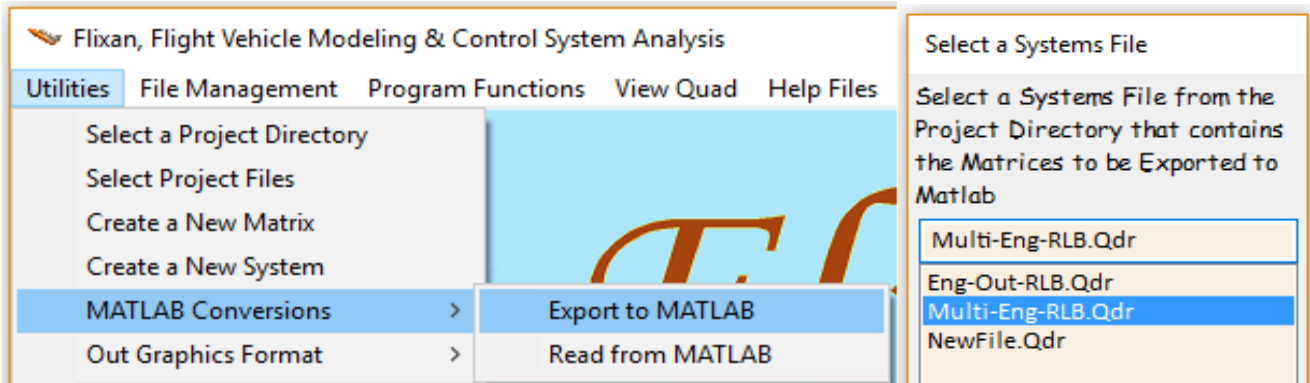 Flixan, Flight Vehicle Modeling & Control System Analysis
Utilities File Management Program Functions View Quad Help Files
Select a Project Directory
Select Project Files
Create a New Matrix
Create a New System
MATLAB Conversions >
Out Graphics Format >
Export to MATLAB
Read from MATLAB
Select a Systems File
Select a Systems File from the
Project Directory that contains
the Matrices to be Exported to
Matlab
Multi-Eng-RLB.Qdr
Eng-Out-RLB.Qdr
Multi-Eng-RLB.Qdr
NewFile.Qdr